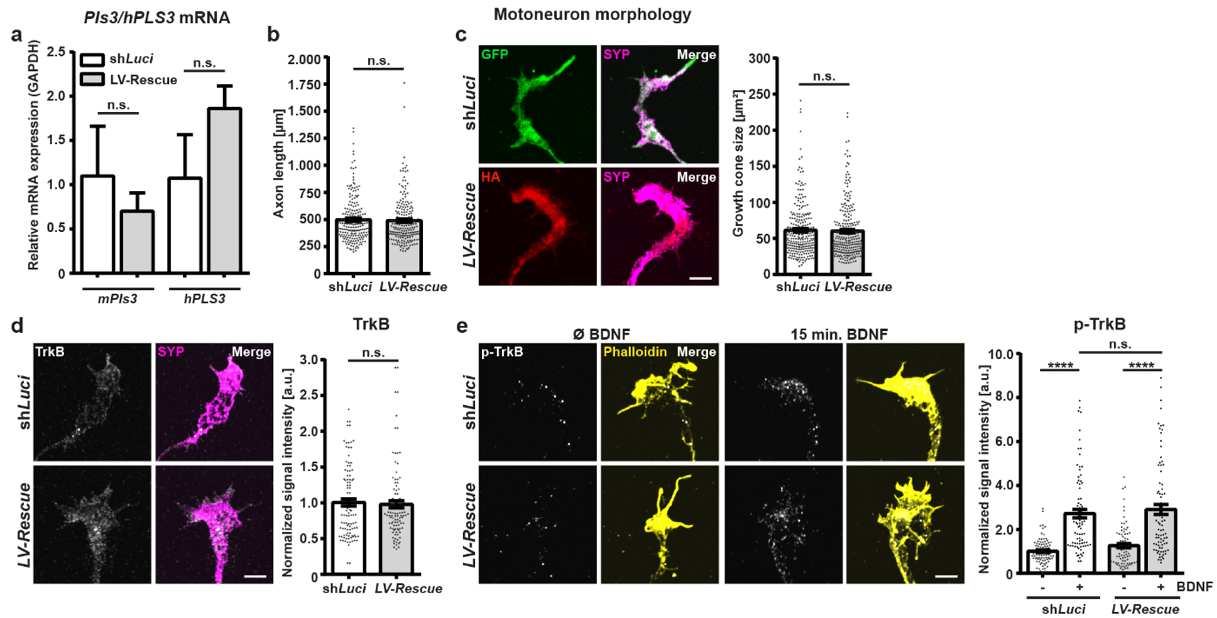 Pls3/hPLS3 mRNA
Motoneuron morphology
a
Relative mRNA expression (GAPDH)
2.5
2.0
1.5
1.0
0.5
0
shLuci
LV-Rescue
n.s.
n.s.
mPls3
hPLS3
b
Axon length [µm]
2.000
1.750
1.500
1.250
1.000
750
500
250
0
n.s.
shLuci LV-Rescue
c
shLuci
LV-Rescue
GFP
SYP Merge
HA
SYP Merge
Growth cone size [µm²]
300
250
200
150
100
50
0
n.s.
shLuci LV-Rescue
d
shLuci
LV-Rescue
TrkB
SYP Merge
TrkB
Normalized signal intensity [a.u.]
3.0
2.5
2.0
1.5
1.0
0.5
0
n.s.
shLuci LV-Rescue
e
Ø BDNF
15 min. BDNF
shLuci
LV-Rescue
p-TrkB
Phalloidin Merge
p-TrkB
Normalized signal intensity [a.u.]
10.0
8.0
6.0
4.0
2.0
0.0
n.s.
**** ****
- + - + BDNF
shLuci LV-Rescue